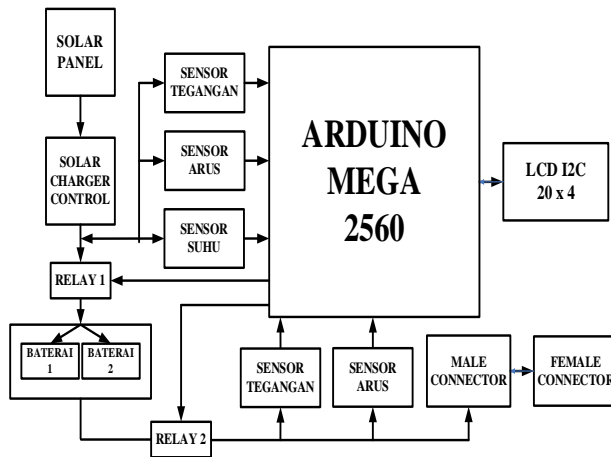 SOLAR
PANEL
SENSOR
TEGANGAN
ARDUINO
MEGA
2560
SOLAR
CHARGER
CONTROL
SENSOR
ARUS
LCD I2C
20 x 4
SENSOR
SUHU
RELAY 1
BATERAI
1
BATERAI
2
SENSOR
TEGANGAN
SENSOR
ARUS
MALE
CONNECTOR
FEMALE
CONNECTOR
RELAY 2